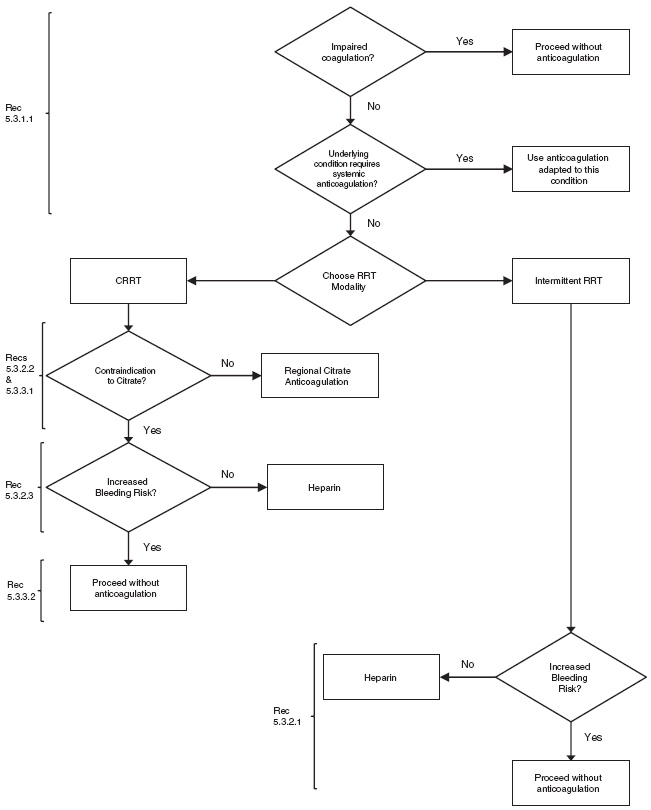 Impaired
coagulation?
Yes
Proceed without
anticoagulation
Rec
5.3.1.1
No
Underlying
condition requires
systemic
anticoagulation?
Yes
Use anticoagulation
adapted to this
condition
No
CRRT
Choose RRT
Modality
Intermittent RRT
Recs
5.3.2.2
&
5.3.3.1
Contraindication
to Citrate?
No
Regional Citrate
Anticoagulation
Yes
Rec
5.3.2.3
Increased
Bleeding Risk?
No
Heparin
Yes
Rec
5.3.3.2
Proceed without
anticoagulation
Rec
5.3.2.1
Heparin
No
Increased
Bleeding
Risk?
Yes
Proceed without
anticoagulation